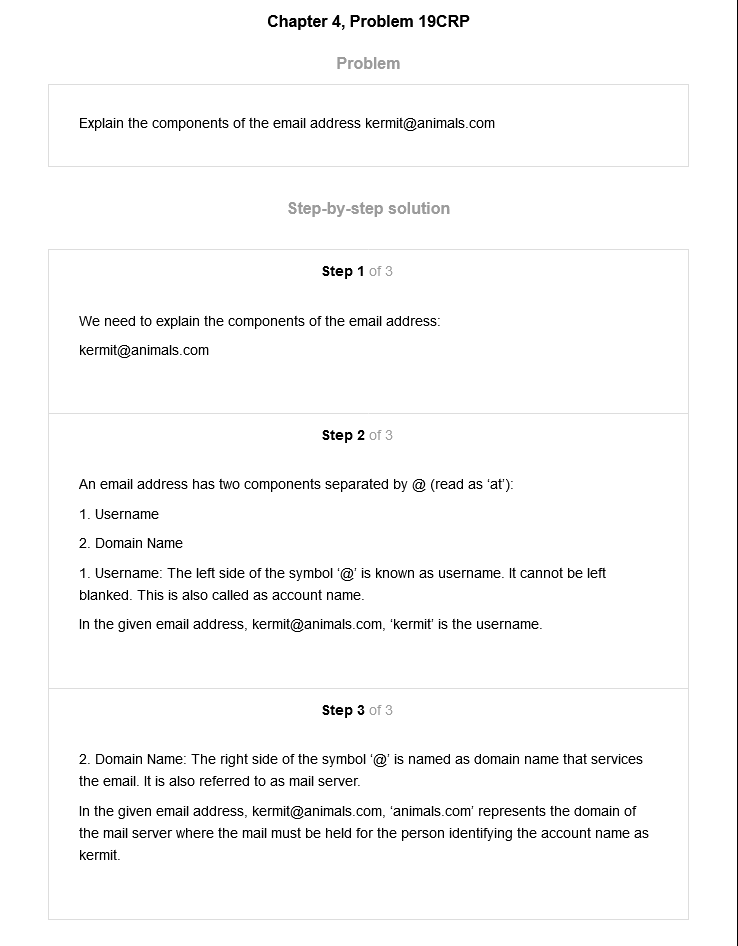 Chapter 4, Problem 19CRP
Problem
Explain the components of the email address kermit@animals.com
Step-by-step solution
Step 1 of 3
We need to explain the components of the email address:
kermit@animals.com
Step 2 of 3
An email address has two components separated by @ (read as ‘at’):
1. Username
2. Domain Name
1. Username: The left side of the symbol ‘@’ is known as username. It cannot be left
blanked. This is also called as account name.
In the given email address, kermit@animals.com, ‘kermit’ is the username.
Step 3 of 3
2. Domain Name: The right side of the symbol ‘@’ is named as domain name that services
the email. It is also referred to as mail server.
In the given email address, kermit@animals.com, ‘animals.com’ represents the domain of
the mail server where the mail must be held for the person identifying the account name as
kermit.